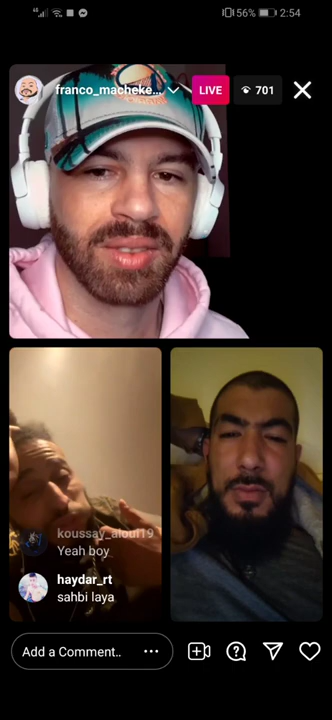 56% 2:54
franco_macheke... LIVE 701
koussay_aloui19
Yeah boy
haydar_rt
sahbi laya
Add a Comment..